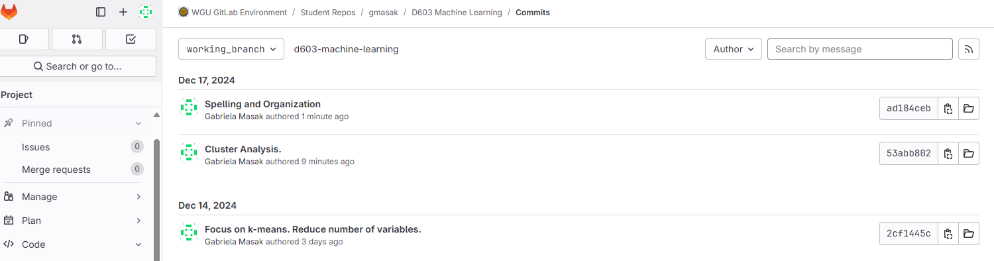 WGU GitLab Environment / Student Repos / gmasak / D603 Machine Learning / Commits
Search or go to...
Project
Pinned
Issues 0
Merge requests 0
Manage
Plan
Code
working_branch d603-machine-learning Author Search by message
Dec 17, 2024
Spelling and Organization
Gabriela Masak authored 1 minute ago
ad184ceb
Cluster Analysis.
Gabriela Masak authored 9 minutes ago
53abb802
Dec 14, 2024
Focus on k-means. Reduce number of variables.
Gabriela Masak authored 3 days ago
2cf1445c